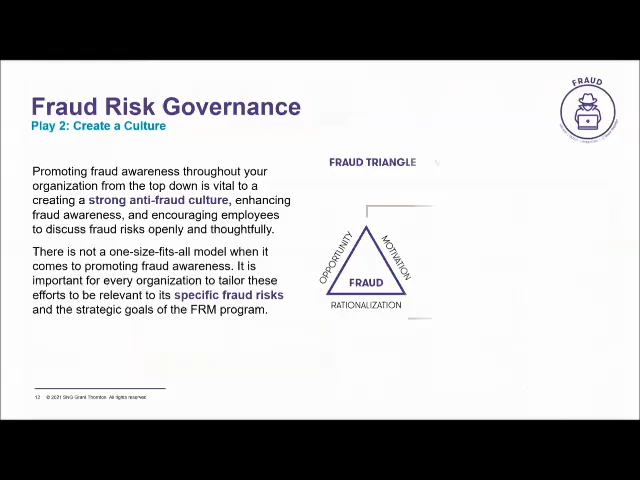 FRAUD
Fraud Risk Governance
Play 2: Create a Culture
Promoting fraud awareness throughout your
organization from the top down is vital to a
creating a strong anti-fraud culture, enhancing
fraud awareness, and encouraging employees
to discuss fraud risks openly and thoughtfully.
There is not a one-size-fits-all model when it
comes to promoting fraud awareness. It is
important for every organization to tailor these
efforts to be relevant to its specific fraud risks
and the strategic goals of the FRM program.
FRAUD TRIANGLE
OPPORTUNITY
MOTIVATION
FRAUD
RATIONALIZATION
12 © 2021 SNG Grant Thornton. All rights reserved.